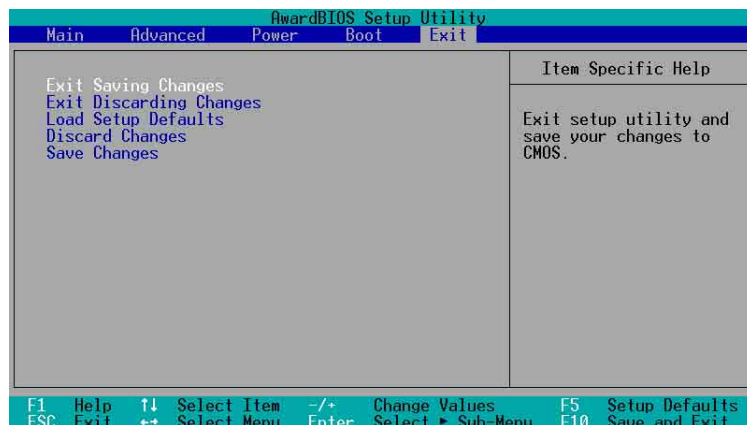 AwardBIOS Setup Utility
Main Advanced Power Boot Exit
Item Specific Help
Exit Saving Changes
Exit Discarding Changes
Load Setup Defaults
Discard Changes
Save Changes
Exit setup utility and
save your changes to
CMOS.
F1 Help ↑↓ Select Item -/+ Change Values F5 Setup Defaults
ESC Exit ←→ Select Menu Enter Select ► Sub-Menu F10 Save and Exit